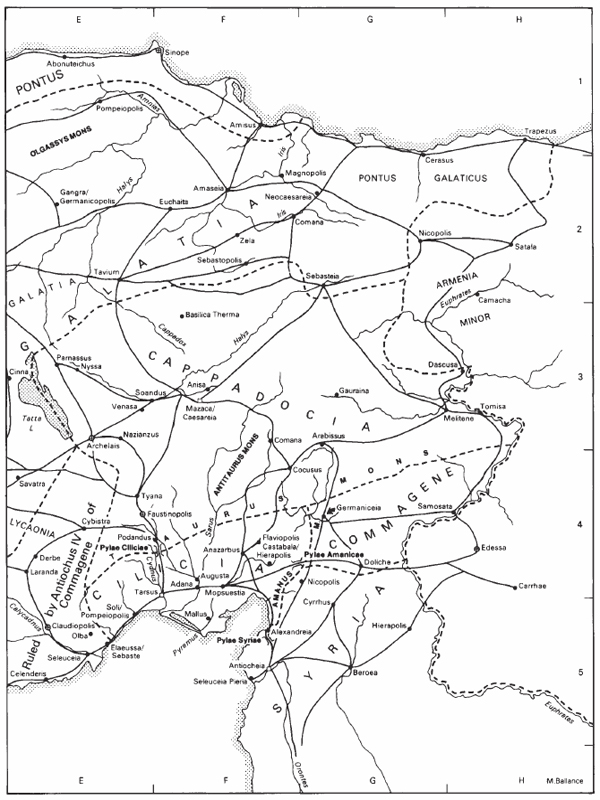 E F G H
Sinope
Abonuteichus
1
PONTUS
Amnias
Pompeiopolis
Amisus
Trapezus
OLGASSYS MONS
Iris
Cerasus
Halys
Magnopolis
PONTUS GALATICUS
Gangra/
Germanicopolis
Amaseia
Neocaesareia
Euchaita
Iris
Comana
2
Zela
Nicopolis
Satala
Sebastopolis
Tavium
Sebasteia
GALATIA
GALATIA
ARMENIA
MINOR
Euphrates
Camacha
Basilica Therma
Cappadox
Halys
Parnassus
Nyssa
Dascusa
Cinna
3
CAPPADOCIA
Soandus
Anisa
Gauraina
Venasa
Mazaca/
Caesareia
Tomisa
Melitene
Tatta
L
Nazianzus
Archelais
Comana
Arabissus
ANTITAURUS MONS
Cocusus
Savatra
Tyana
TAURUS MONS
COMMAGENE
Faustinopolis
Germaniceia
Samosata
LYCAONIA
Cybistra
Sarus
4
Podandus
Flaviopolis
Anazarbus
Castabala/
Hierapolis
Pylae Ciliciae
Pylae Amanicae
Edessa
Derbe
Laranda
Cydnus
CILICIA
Doliche
Augusta
Adana
Mopsuestia
AMANUS M
Nicopolis
Carrhae
Tarsus
Ruled by Antiochus IV of Commagene
Soli/
Pompeiopolis
Mallus
Cyrrhus
Calycadnus
Claudiopolis
Olba
Pyramus
Pylae Syriae
Alexandreia
Hierapolis
SYRIA
Elaeussa/
Sebaste
Seleuceia
Antiocheia
Beroea
5
Celenderis
Seleuceia Pieria
Euphrates
Orontes
E F G H
M.Ballance